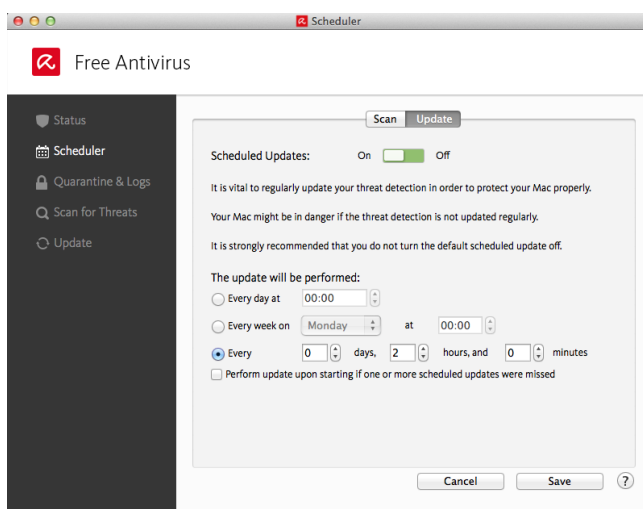 Scheduler
Free Antivirus
Status
Scheduler
Quarantine & Logs
Scan for Threats
Update
Scan Update
Scheduled Updates: On Off
It is vital to regularly update your threat detection in order to protect your Mac properly.
Your Mac might be in danger if the threat detection is not updated regularly.
It is strongly recommended that you do not turn the default scheduled update off.
The update will be performed:
Every day at 00:00
Every week on Monday at 00:00
Every 0 days, 2 hours, and 0 minutes
Perform update upon starting if one or more scheduled updates were missed
Cancel Save ?